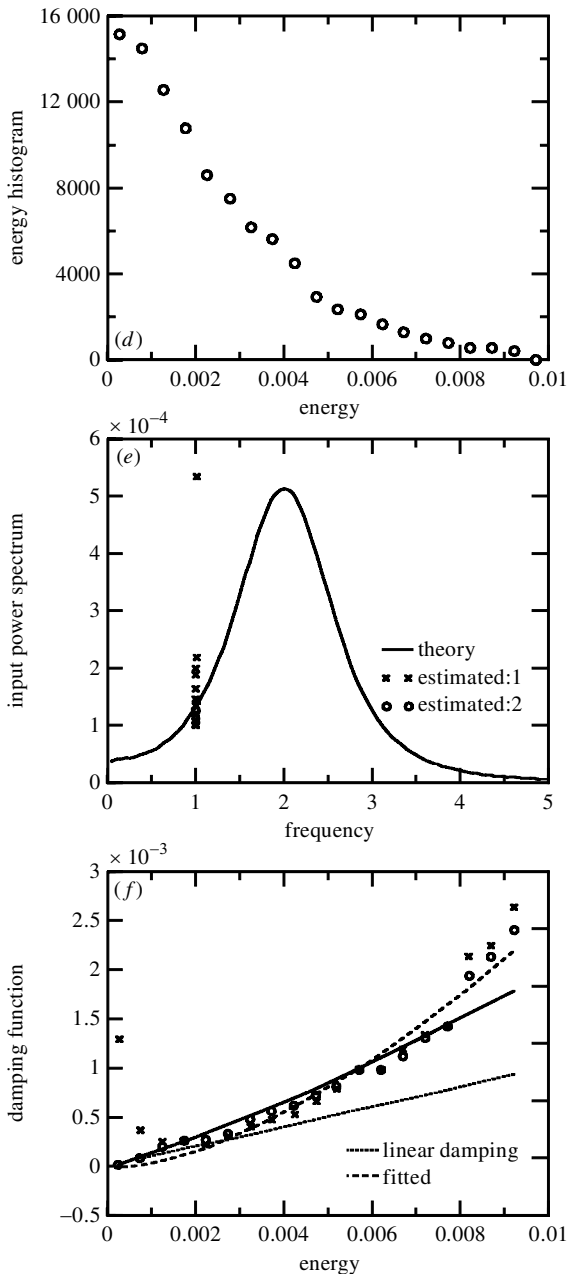 16 000
12 000
8000
4000
0
energy histogram
(d)
0 0.002 0.004 0.006 0.008 0.01
energy
× 10⁻⁴
6
5
4
3
2
1
0
input power spectrum
(e)
theory
estimated:1
estimated:2
0 1 2 3 4 5
frequency
× 10⁻³
3
2.5
2
1.5
1
0.5
0
−0.5
damping function
(f)
linear damping
fitted
0 0.002 0.004 0.006 0.008 0.01
energy